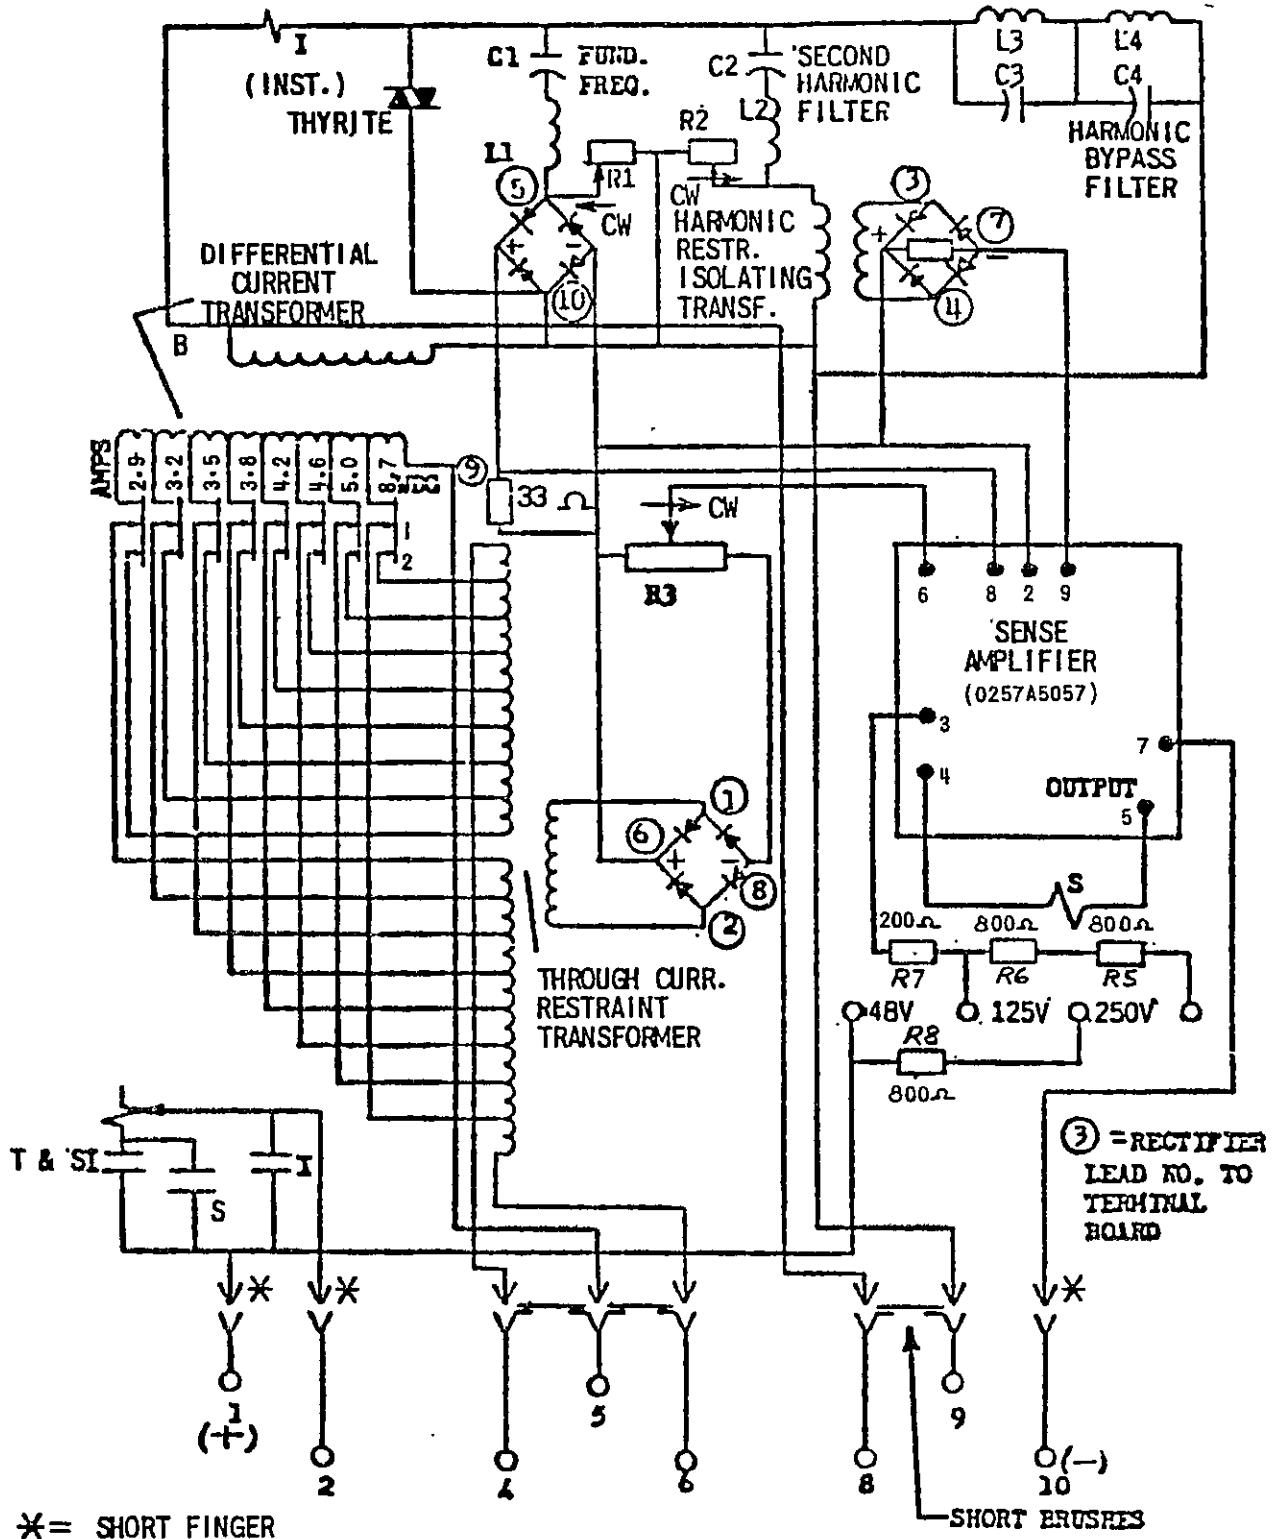 I
(INST.)
THYRITE
C1
FUND.
FREQ.
L1
C2
SECOND
HARMONIC
FILTER
L2
R2
R1
L3
C3
L4
C4
HARMONIC
BYPASS
FILTER
5
+
-
10
CW
CW
HARMONIC
RESTR.
ISOLATING
TRANSF.
3
+
7
-
4
DIFFERENTIAL
CURRENT
TRANSFORMER
B
AMPS
2.9
3.2
3.5
3.8
4.2
4.6
5.0
8.7
1
2
9
33 Ω
CW
R3
6 8 2 9
SENSE
AMPLIFIER
(0257A5057)
3
4
7
OUTPUT
5
S
1
6
+
-
8
2
THROUGH CURR.
RESTRAINT
TRANSFORMER
200Ω
800Ω
800Ω
R7
R6
R5
48V
125V
250V
R8
800Ω
T & SI
S
I
3 = RECTIFIER
LEAD NO. TO
TERMINAL
BOARD
*
*
*
1
(+)
2
4
5
6
8
9
10 (-)
SHORT BRUSHES
*= SHORT FINGER